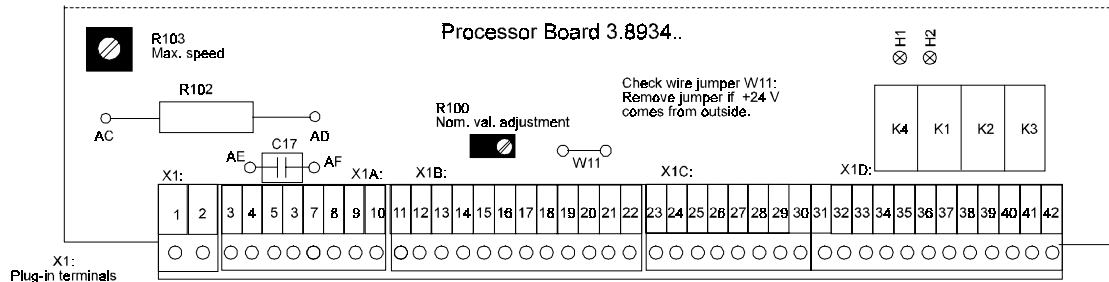 Processor Board 3.8934..
R103
Max. speed
H1
H2
R102
Check wire jumper W11:
Remove jumper if +24 V
comes from outside.
R100
Nom. val. adjustment
AC
AD
K4 K1 K2 K3
C17
AE
AF
W11
X1:
X1A:
X1B:
X1C:
X1D:
1 2 3 4 5 3 7 8 9 10 11 12 13 14 15 16 17 18 19 20 21 22 23 24 25 26 27 28 29 30 31 32 33 34 35 36 37 38 39 40 41 42
X1:
Plug-in terminals